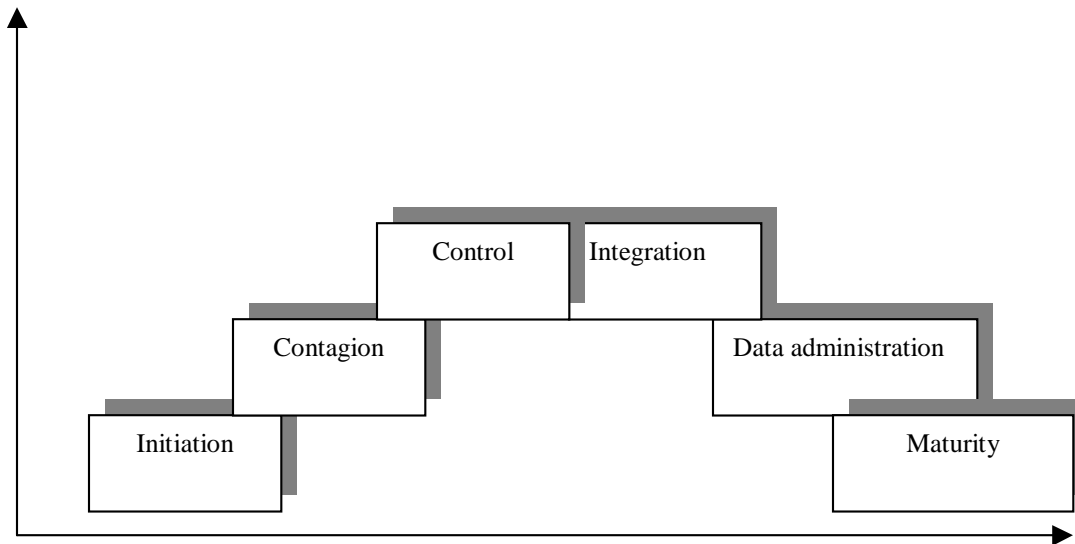 Control
Integration
Contagion
Data administration
Initiation
Maturity